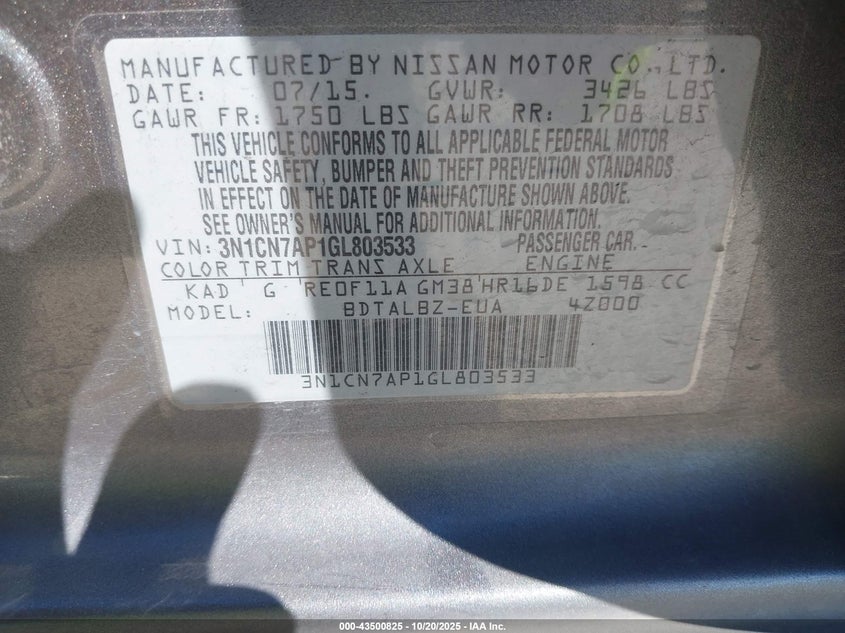 MANUFACTURED BY NISSAN MOTOR CO., LTD.
DATE: 07/15. GVWR: 3426 LBS
GAWR FR: 1750 LBS GAWR RR: 1708 LBS
THIS VEHICLE CONFORMS TO ALL APPLICABLE FEDERAL MOTOR
VEHICLE SAFETY, BUMPER AND THEFT PREVENTION STANDARDS
IN EFFECT ON THE DATE OF MANUFACTURE SHOWN ABOVE.
SEE OWNER'S MANUAL FOR ADDITIONAL INFORMATION.
VIN: 3N1CN7AP1GL803533 PASSENGER CAR.
COLOR TRIM TRANS AXLE ENGINE
KAD G RE0F11A GM38 HR16DE 1598 CC
MODEL: BDTALBZ-EUA 4Z000
3N1CN7AP1GL803533
000-43500825 - 10/20/2025 - IAA Inc.